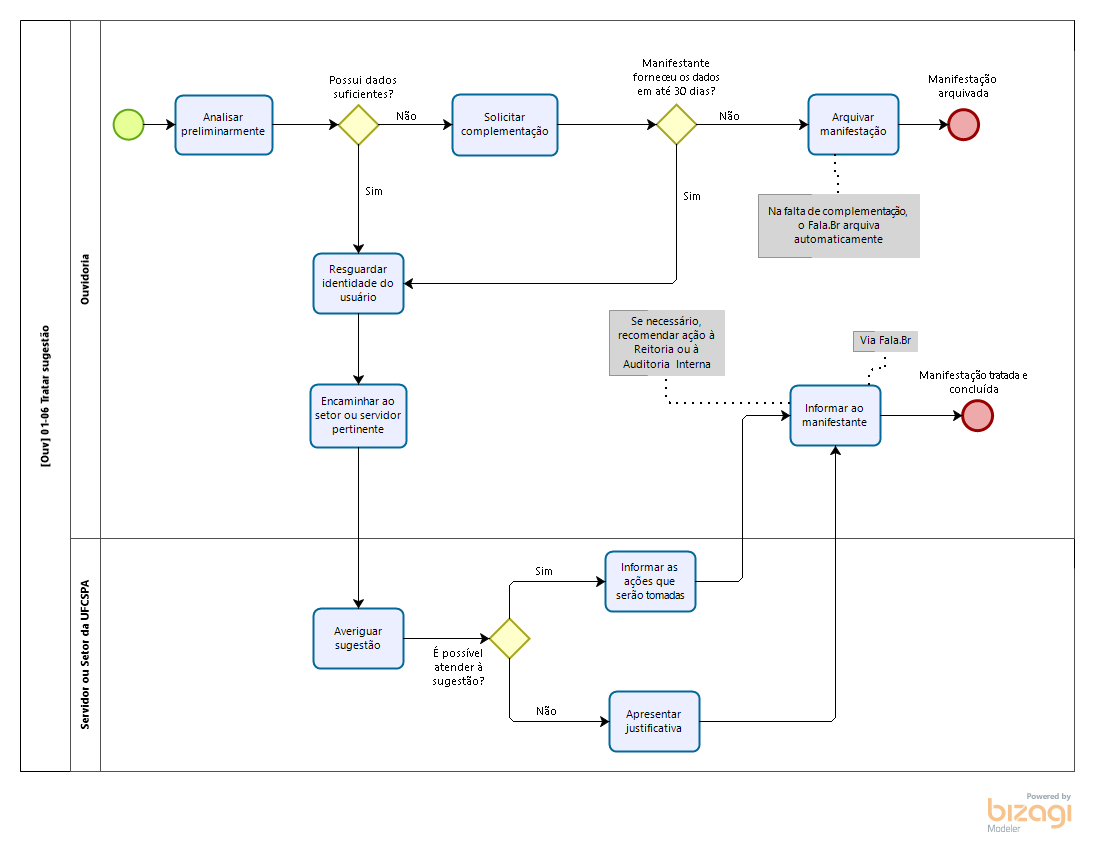 [Ouv] 01-06 Tratar sugestão
Ouvidoria
Analisar
preliminarmente
Possui dados
suficientes?
Não
Sim
Solicitar
complementação
Manifestante
forneceu os dados
em até 30 dias?
Não
Sim
Arquivar
manifestação
Manifestação
arquivada
Na falta de complementação,
o Fala.Br arquiva
automaticamente
Resguardar
identidade do
usuário
Encaminhar ao
setor ou servidor
pertinente
Se necessário,
recomendar ação à
Reitoria ou à
Auditoria Interna
Via Fala.Br
Informar ao
manifestante
Manifestação tratada e
concluída
Servidor ou Setor da UFCSPA
Averiguar
sugestão
É possível
atender à
sugestão?
Sim
Informar as
ações que
serão tomadas
Não
Apresentar
justificativa
Powered by
bizagi
Modeler